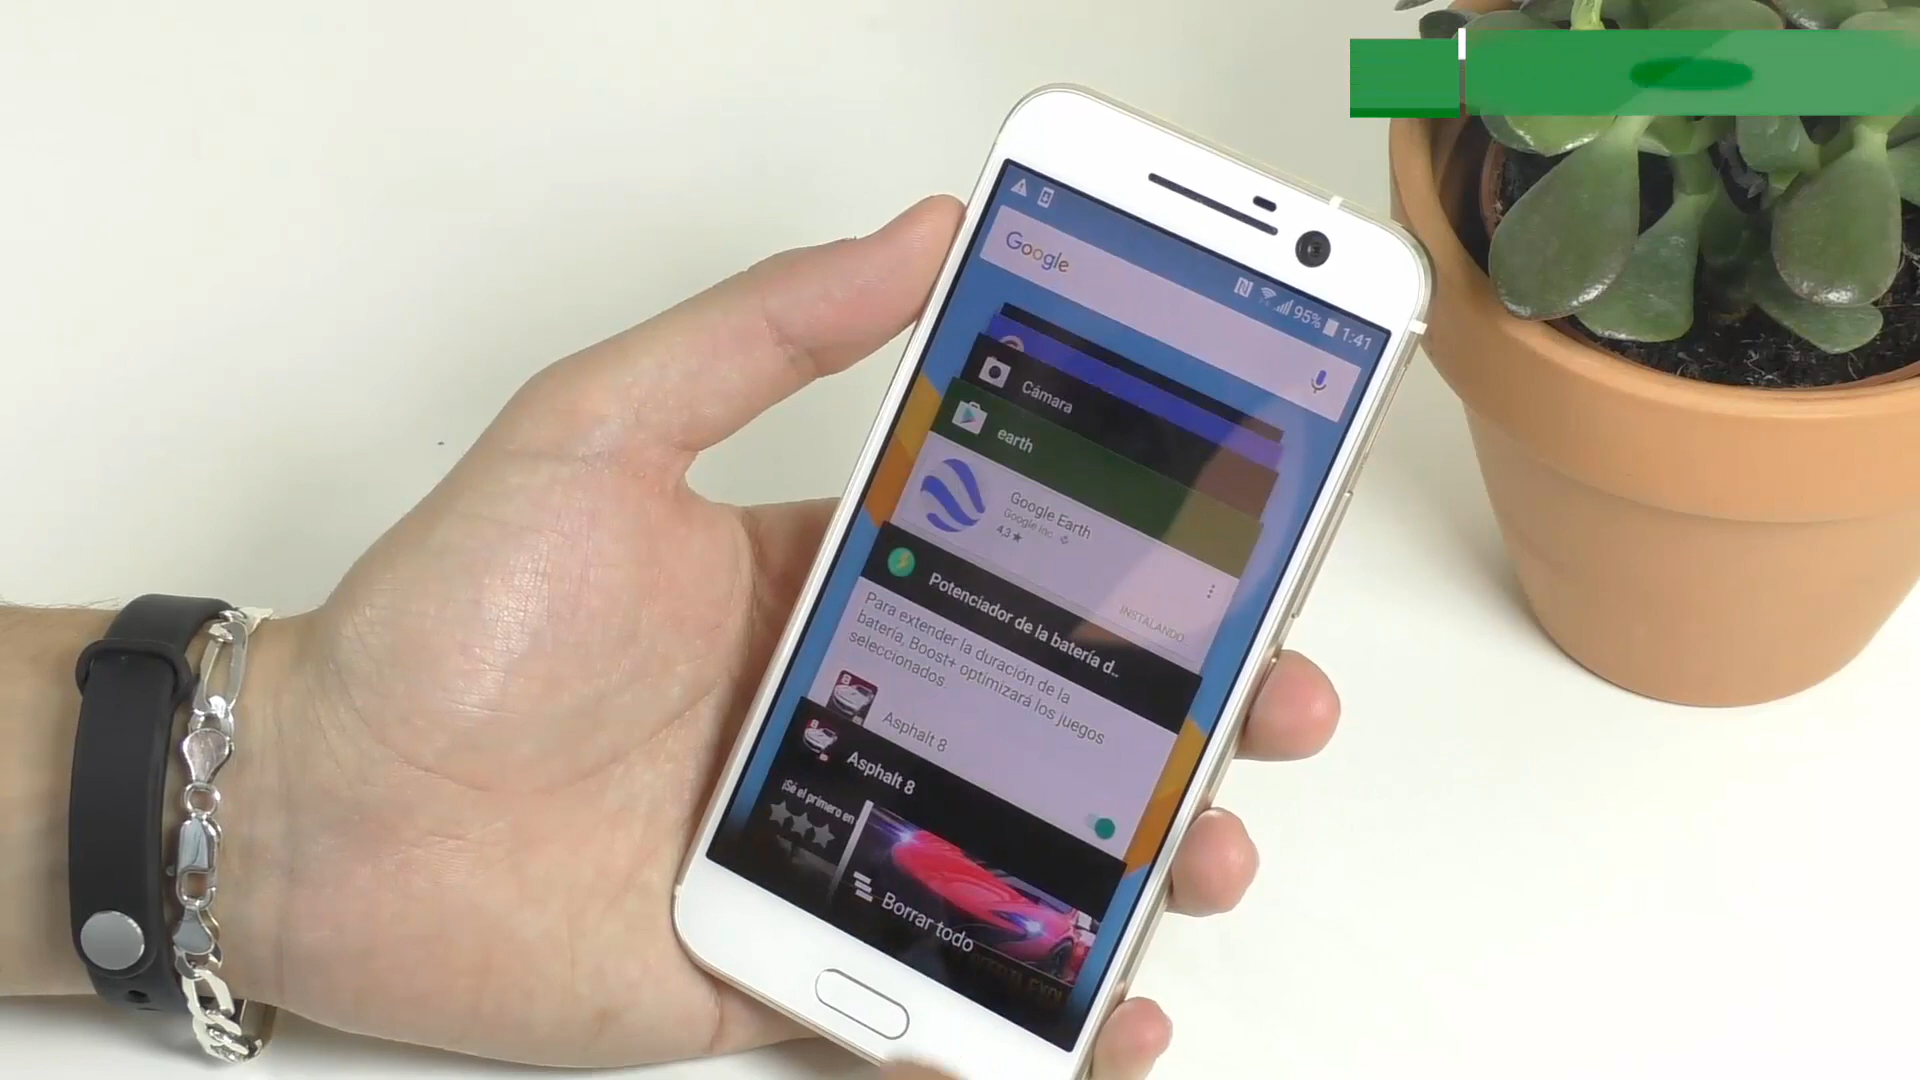 95% 1:41
Google
Cámara
earth
Google Earth
Google Inc.
4,3★
INSTALANDO
Potenciador de la batería d...
Para extender la duración de la
batería, Boost+ optimizará los juegos
seleccionados
Asphalt 8
Asphalt 8
¡Sé el primero en
Borrar todo